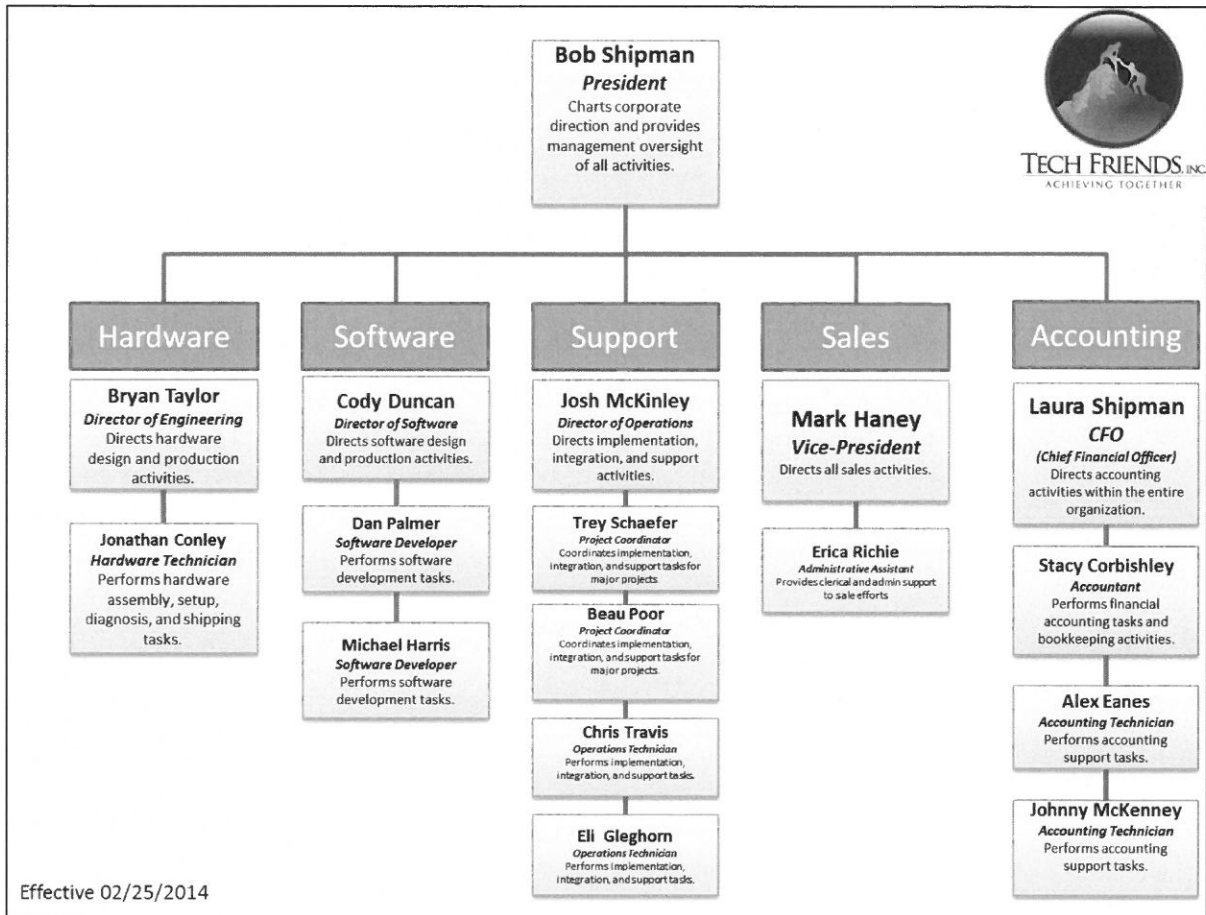 Bob Shipman
President
Charts corporate
direction and provides
management oversight
of all activities.
TECH FRIENDS, INC
ACHIEVING TOGETHER
Hardware
Bryan Taylor
Director of Engineering
Directs hardware
design and production
activities.
Jonathan Conley
Hardware Technician
Performs hardware
assembly, setup,
diagnosis, and shipping
tasks.
Software
Cody Duncan
Director of Software
Directs software design
and production activities.
Dan Palmer
Software Developer
Performs software
development tasks.
Michael Harris
Software Developer
Performs software
development tasks.
Support
Josh McKinley
Director of Operations
Directs implementation,
integration, and support
activities.
Trey Schaefer
Project Coordinator
Coordinates implementation,
integration, and support tasks for
major projects.
Beau Poor
Project Coordinator
Coordinates implementation,
integration, and support tasks for
major projects.
Chris Travis
Operations Technician
Performs implementation,
integration, and support tasks.
Eli Gleghorn
Operations Technician
Performs implementation,
integration, and support tasks.
Sales
Mark Haney
Vice-President
Directs all sales activities.
Erica Richie
Administrative Assistant
Provides clerical and admin support
to sale efforts
Accounting
Laura Shipman
CFO
(Chief Financial Officer)
Directs accounting
activities within the entire
organization.
Stacy Corbishley
Accountant
Performs financial
accounting tasks and
bookkeeping activities.
Alex Eanes
Accounting Technician
Performs accounting
support tasks.
Johnny McKenney
Accounting Technician
Performs accounting
support tasks.
Effective 02/25/2014